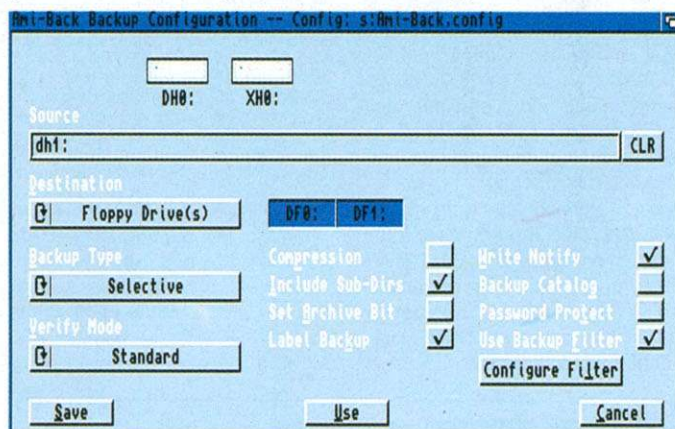 Ami-Back Backup Configuration -- Config: s:Ami-Back.config
DH0: XH0:
Source
dh1: CLR
Destination
Floppy Drive(s) DF0: DF1:
Backup Type
Selective
Verify Mode
Standard
Compression
Include Sub-Dirs
Set Archive Bit
Label Backup
Write Notify
Backup Catalog
Password Protect
Use Backup Filter
Configure Filter
Save Use Cancel